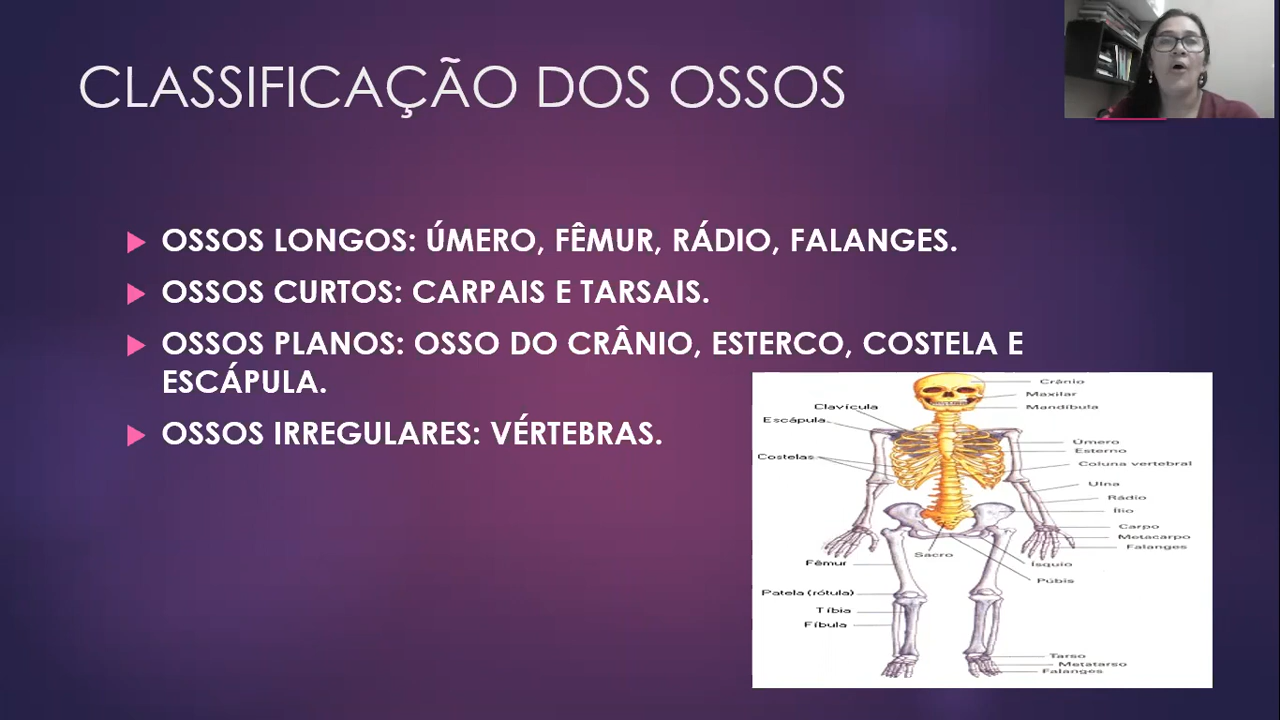 CLASSIFICAÇÃO DOS OSSOS
OSSOS LONGOS: ÚMERO, FÊMUR, RÁDIO, FALANGES.
OSSOS CURTOS: CARPAIS E TARSAIS.
OSSOS PLANOS: OSSO DO CRÂNIO, ESTERCO, COSTELA E
ESCÁPULA.
OSSOS IRREGULARES: VÉRTEBRAS.
Crânio
Maxilar
Mandíbula
Clavícula
Escápula
Costelas
Úmero
Esterno
Coluna vertebral
Ulna
Rádio
Ílio
Carpo
Metacarpo
Falanges
Sacro
Fêmur
Ísquio
Púbis
Patela (rótula)
Tíbia
Fíbula
Tarso
Metatarso
Falanges